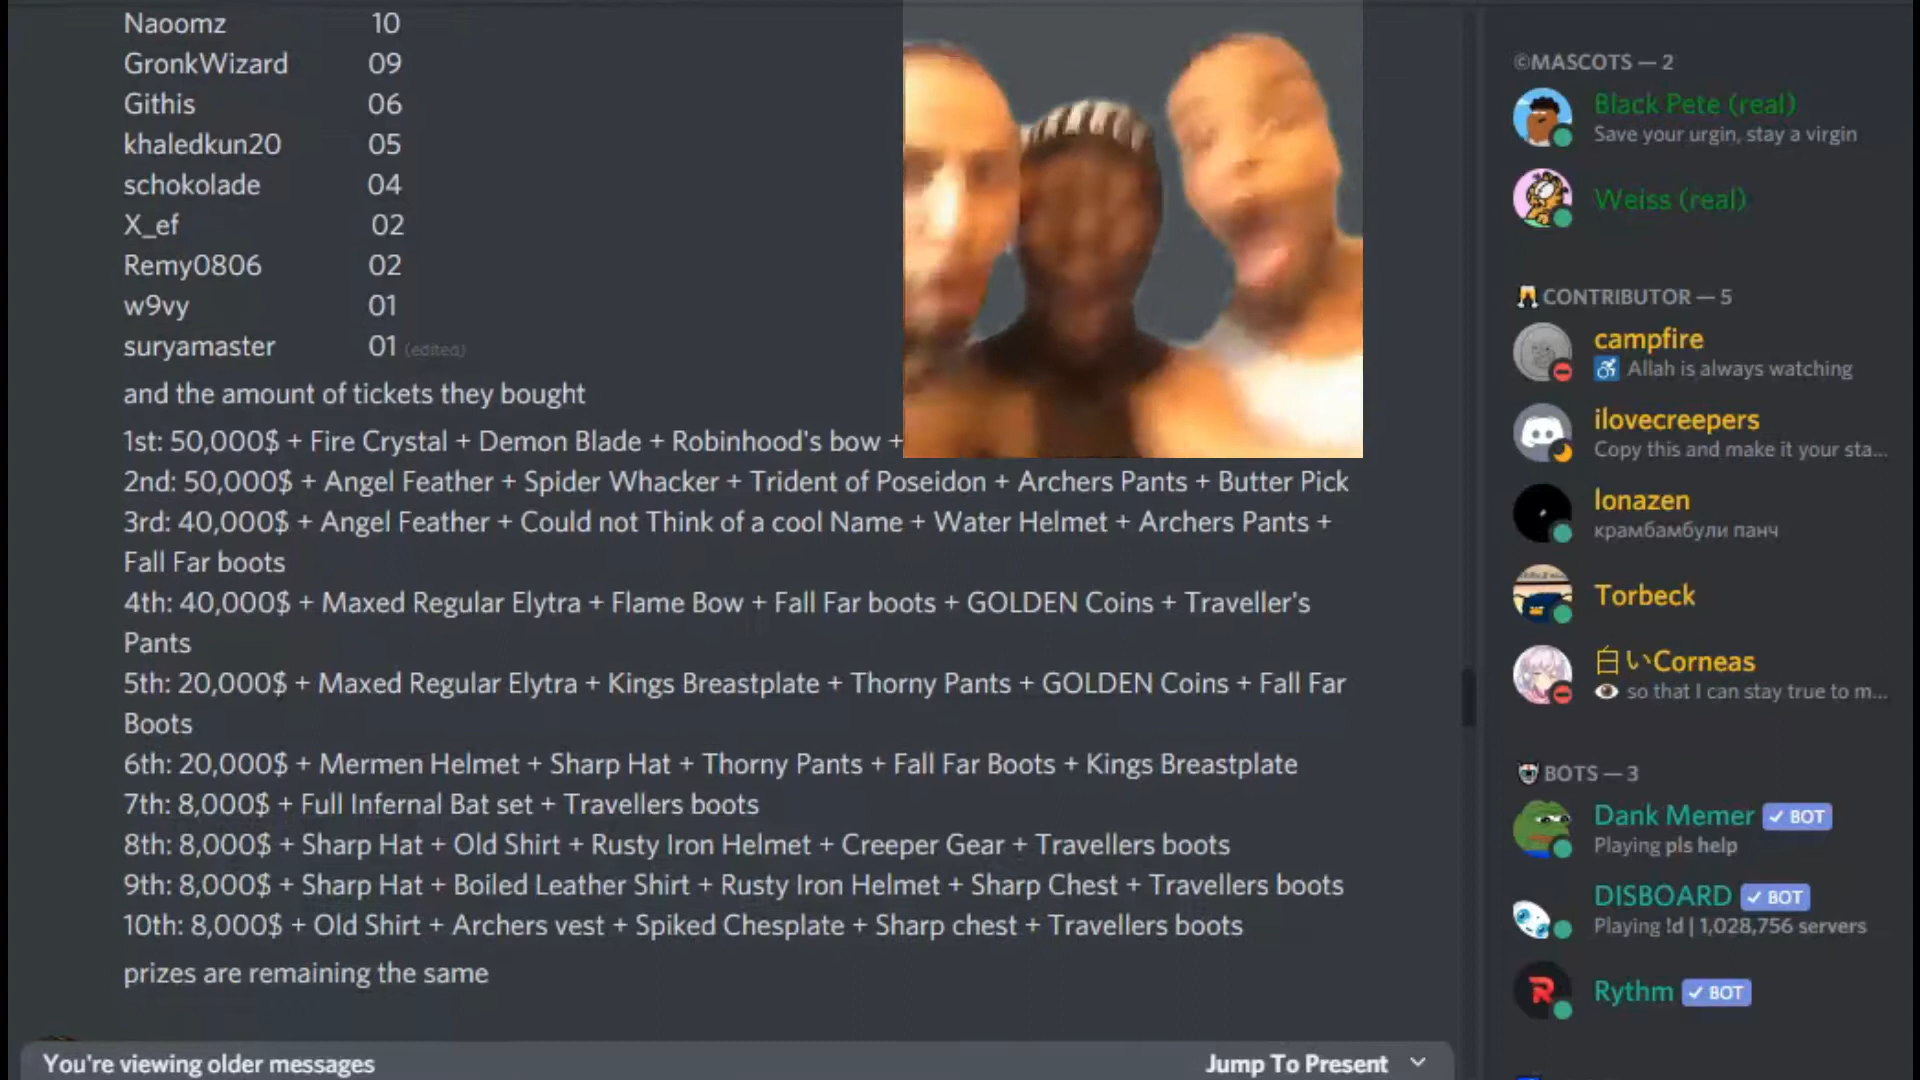 Naoomz 10
GronkWizard 09
Githis 06
khaledkun20 05
schokolade 04
X_ef 02
Remy0806 02
w9vy 01
suryamaster 01 (edited)
and the amount of tickets they bought
1st: 50,000$ + Fire Crystal + Demon Blade + Robinhood's bow +
2nd: 50,000$ + Angel Feather + Spider Whacker + Trident of Poseidon + Archers Pants + Butter Pick
3rd: 40,000$ + Angel Feather + Could not Think of a cool Name + Water Helmet + Archers Pants +
Fall Far boots
4th: 40,000$ + Maxed Regular Elytra + Flame Bow + Fall Far boots + GOLDEN Coins + Traveller's
Pants
5th: 20,000$ + Maxed Regular Elytra + Kings Breastplate + Thorny Pants + GOLDEN Coins + Fall Far
Boots
6th: 20,000$ + Mermen Helmet + Sharp Hat + Thorny Pants + Fall Far Boots + Kings Breastplate
7th: 8,000$ + Full Infernal Bat set + Travellers boots
8th: 8,000$ + Sharp Hat + Old Shirt + Rusty Iron Helmet + Creeper Gear + Travellers boots
9th: 8,000$ + Sharp Hat + Boiled Leather Shirt + Rusty Iron Helmet + Sharp Chest + Travellers boots
10th: 8,000$ + Old Shirt + Archers vest + Spiked Chesplate + Sharp chest + Travellers boots
prizes are remaining the same
You're viewing older messages
Jump To Present
©MASCOTS — 2
Black Pete (real)
Save your urgin, stay a virgin
Weiss (real)
CONTRIBUTOR — 5
campfire
Allah is always watching
ilovecreepers
Copy this and make it your sta...
lonazen
крамбамбули панч
Torbeck
白いCorneas
so that I can stay true to m...
BOTS — 3
Dank Memer ✓ BOT
Playing pls help
DISBOARD ✓ BOT
Playing !d | 1,028,756 servers
Rythm ✓ BOT